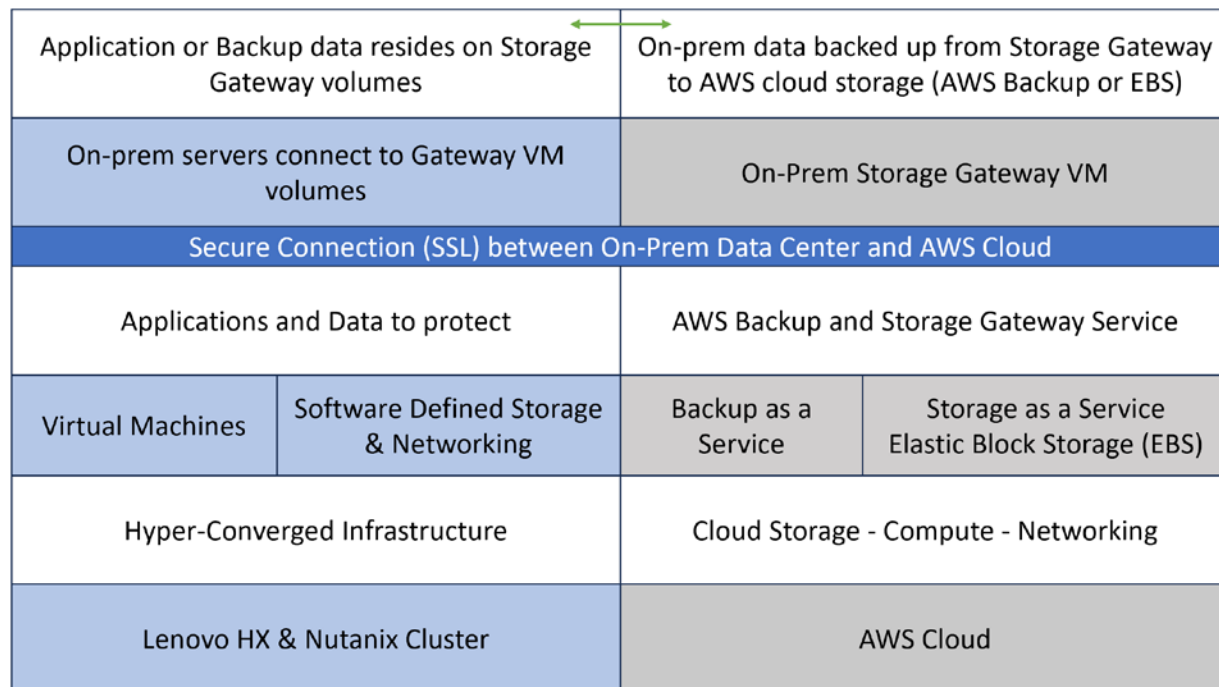 Application or Backup data resides on Storage
Gateway volumes
On-prem data backed up from Storage Gateway
to AWS cloud storage (AWS Backup or EBS)
On-prem servers connect to Gateway VM
volumes
On-Prem Storage Gateway VM
Secure Connection (SSL) between On-Prem Data Center and AWS Cloud
Applications and Data to protect
AWS Backup and Storage Gateway Service
Virtual Machines
Software Defined Storage
& Networking
Backup as a
Service
Storage as a Service
Elastic Block Storage (EBS)
Hyper-Converged Infrastructure
Cloud Storage - Compute - Networking
Lenovo HX & Nutanix Cluster
AWS Cloud